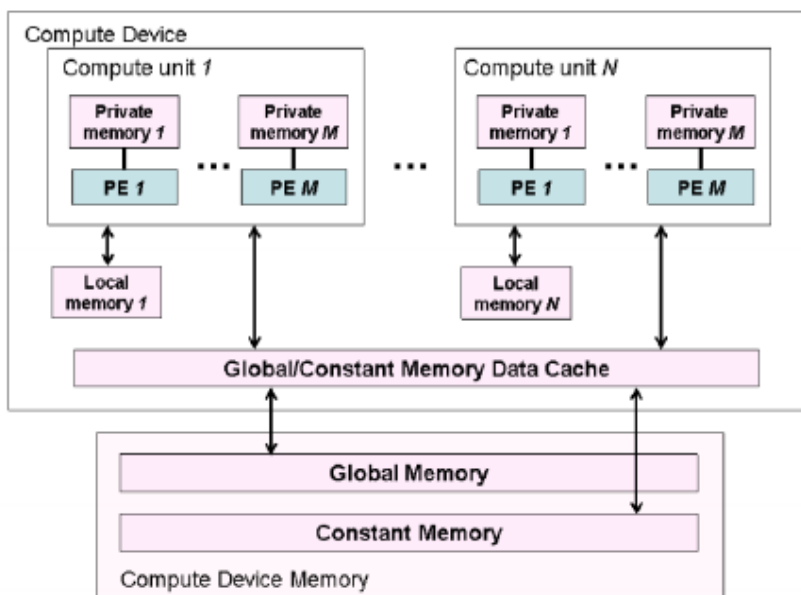 Compute Device
Compute unit 1
Compute unit N
Private
memory 1
Private
memory M
Private
memory 1
Private
memory M
...
...
...
PE 1
PE M
PE 1
PE M
Local
memory 1
Local
memory N
Global/Constant Memory Data Cache
Global Memory
Constant Memory
Compute Device Memory